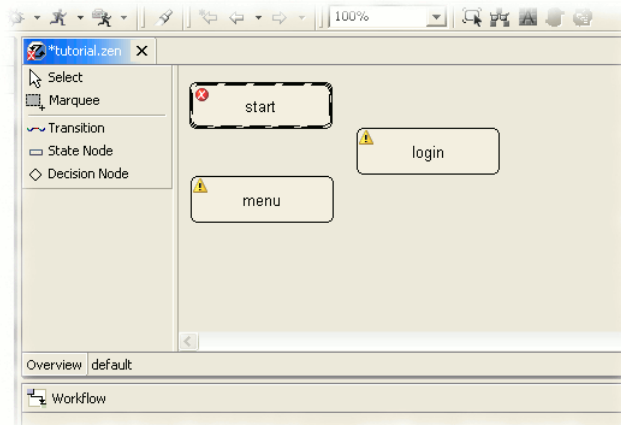 100%
*tutorial.zen
Select
Marquee
Transition
State Node
Decision Node
start
login
menu
Overview default
Workflow